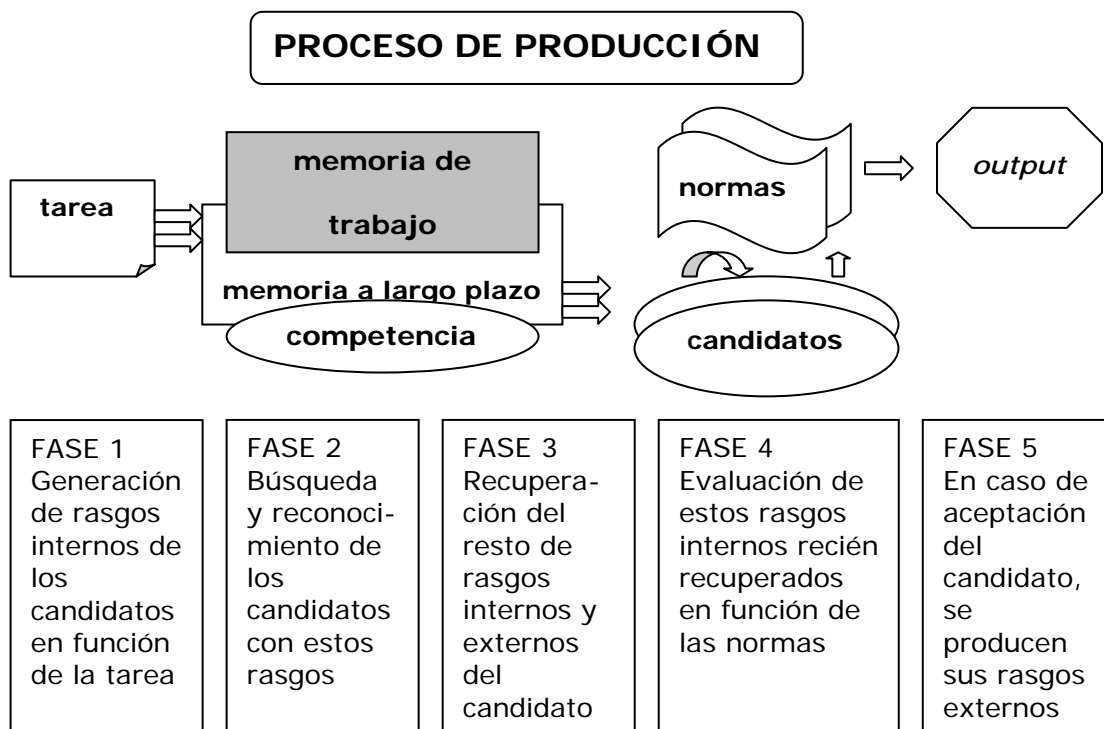 PROCESO DE PRODUCCIÓN
tarea
memoria de
trabajo
memoria a largo plazo
competencia
normas
candidatos
output
FASE 1
Generación
de rasgos
internos de
los
candidatos
en función
de la tarea
FASE 2
Búsqueda
y reconoci-
miento de
los
candidatos
con estos
rasgos
FASE 3
Recupera-
ción del
resto de
rasgos
internos y
externos
del
candidato
FASE 4
Evaluación de
estos rasgos
internos recién
recuperados
en función de
las normas
FASE 5
En caso de
aceptación
del
candidato,
se
producen
sus rasgos
externos